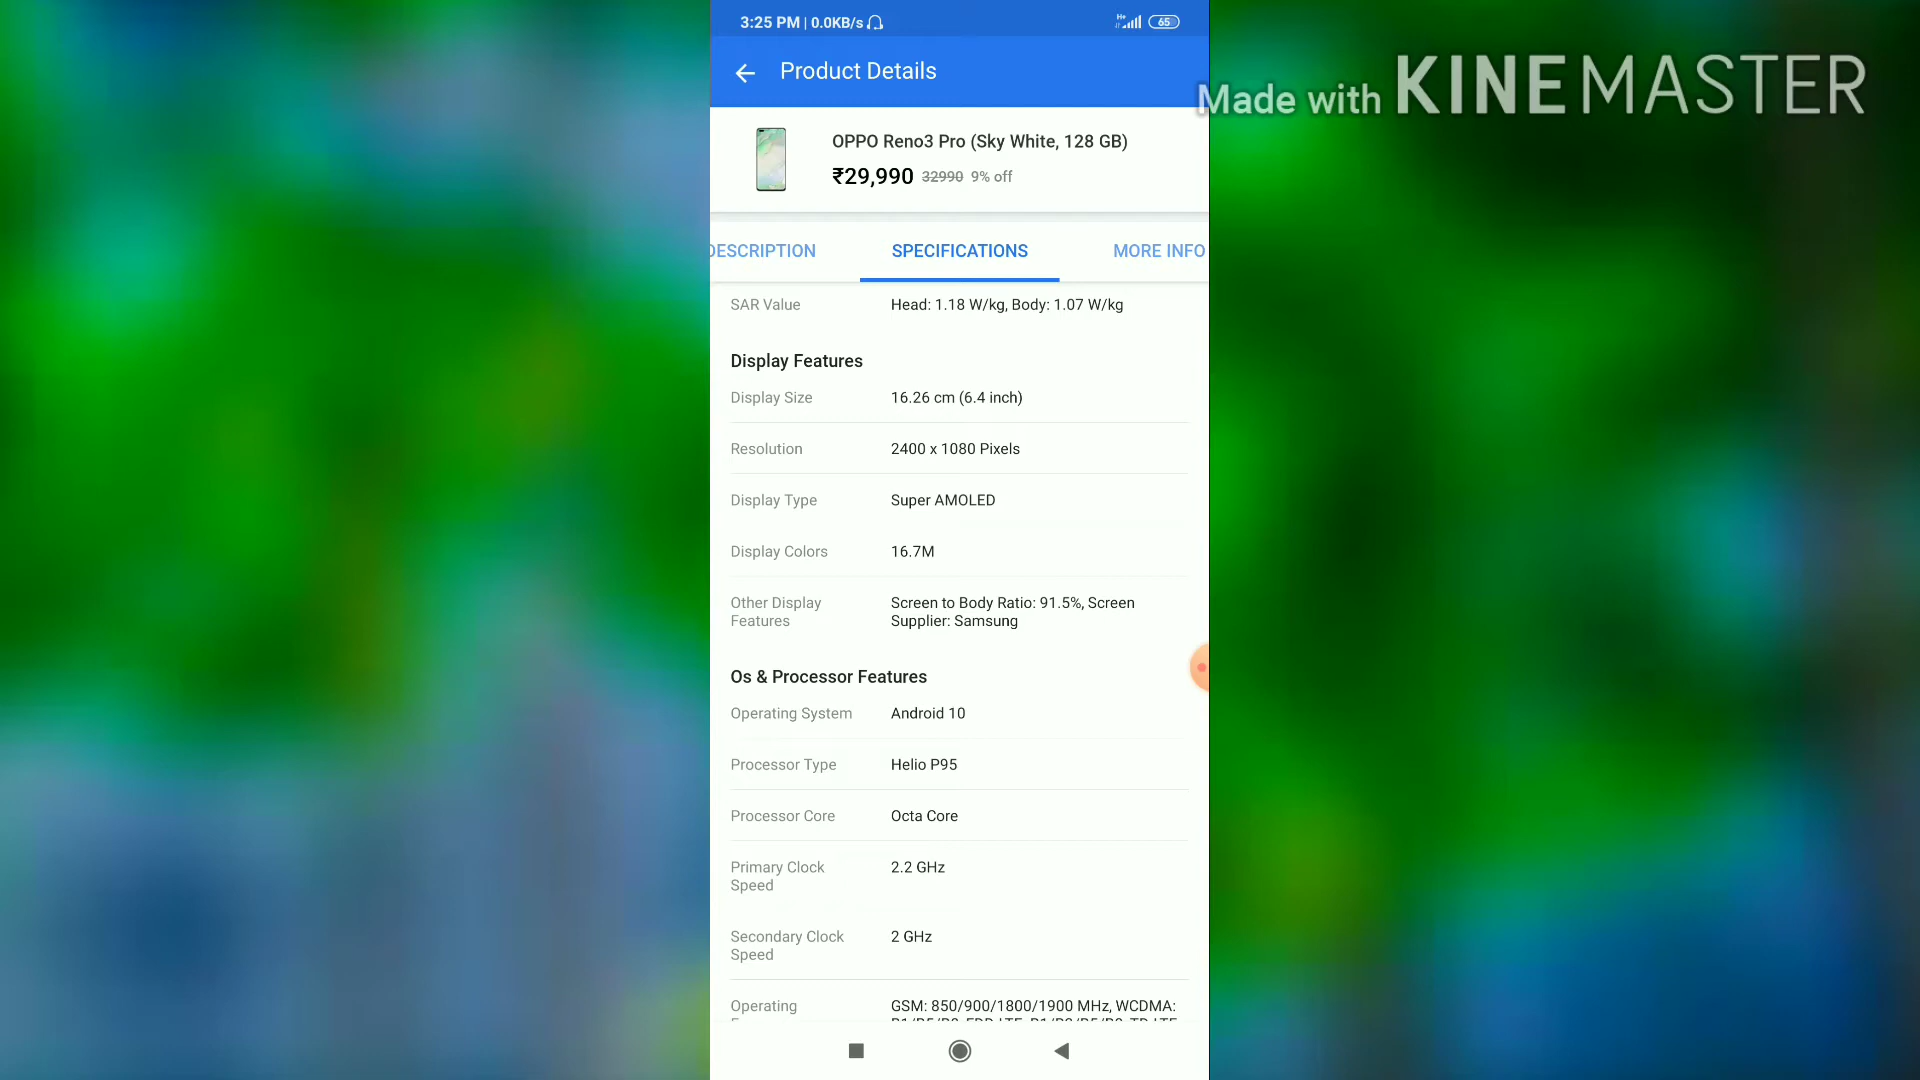 3:25 PM | 0.0KB/s
H+
65
Product Details
Made with KINEMASTER
OPPO Reno3 Pro (Sky White, 128 GB)
₹29,990 32990 9% off
DESCRIPTION SPECIFICATIONS MORE INFO
SAR Value Head: 1.18 W/kg, Body: 1.07 W/kg
Display Features
Display Size 16.26 cm (6.4 inch)
Resolution 2400 x 1080 Pixels
Display Type Super AMOLED
Display Colors 16.7M
Other Display Features Screen to Body Ratio: 91.5%, Screen
Supplier: Samsung
Os & Processor Features
Operating System Android 10
Processor Type Helio P95
Processor Core Octa Core
Primary Clock Speed 2.2 GHz
Secondary Clock Speed 2 GHz
Operating GSM: 850/900/1800/1900 MHz, WCDMA: